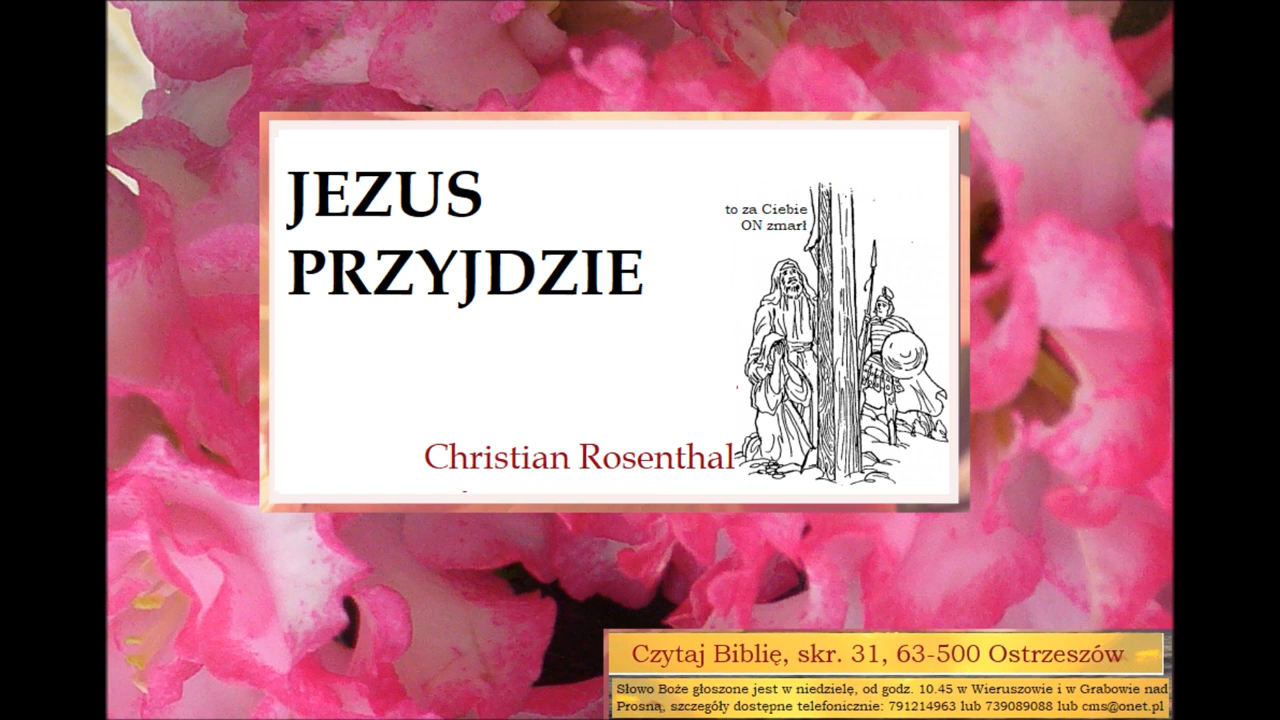 JEZUS
PRZYJDZIE
to za Ciebie
ON zmarł
Christian Rosenthal
Czytaj Biblię, skr. 31, 63-500 Ostrzeszów
Słowo Boże głoszone jest w niedzielę, od godz. 10.45 w Wieruszowie i w Grabowie nad
Prosną, szczegóły dostępne telefonicznie: 791214963 lub 739089088 lub cms@onet.pl